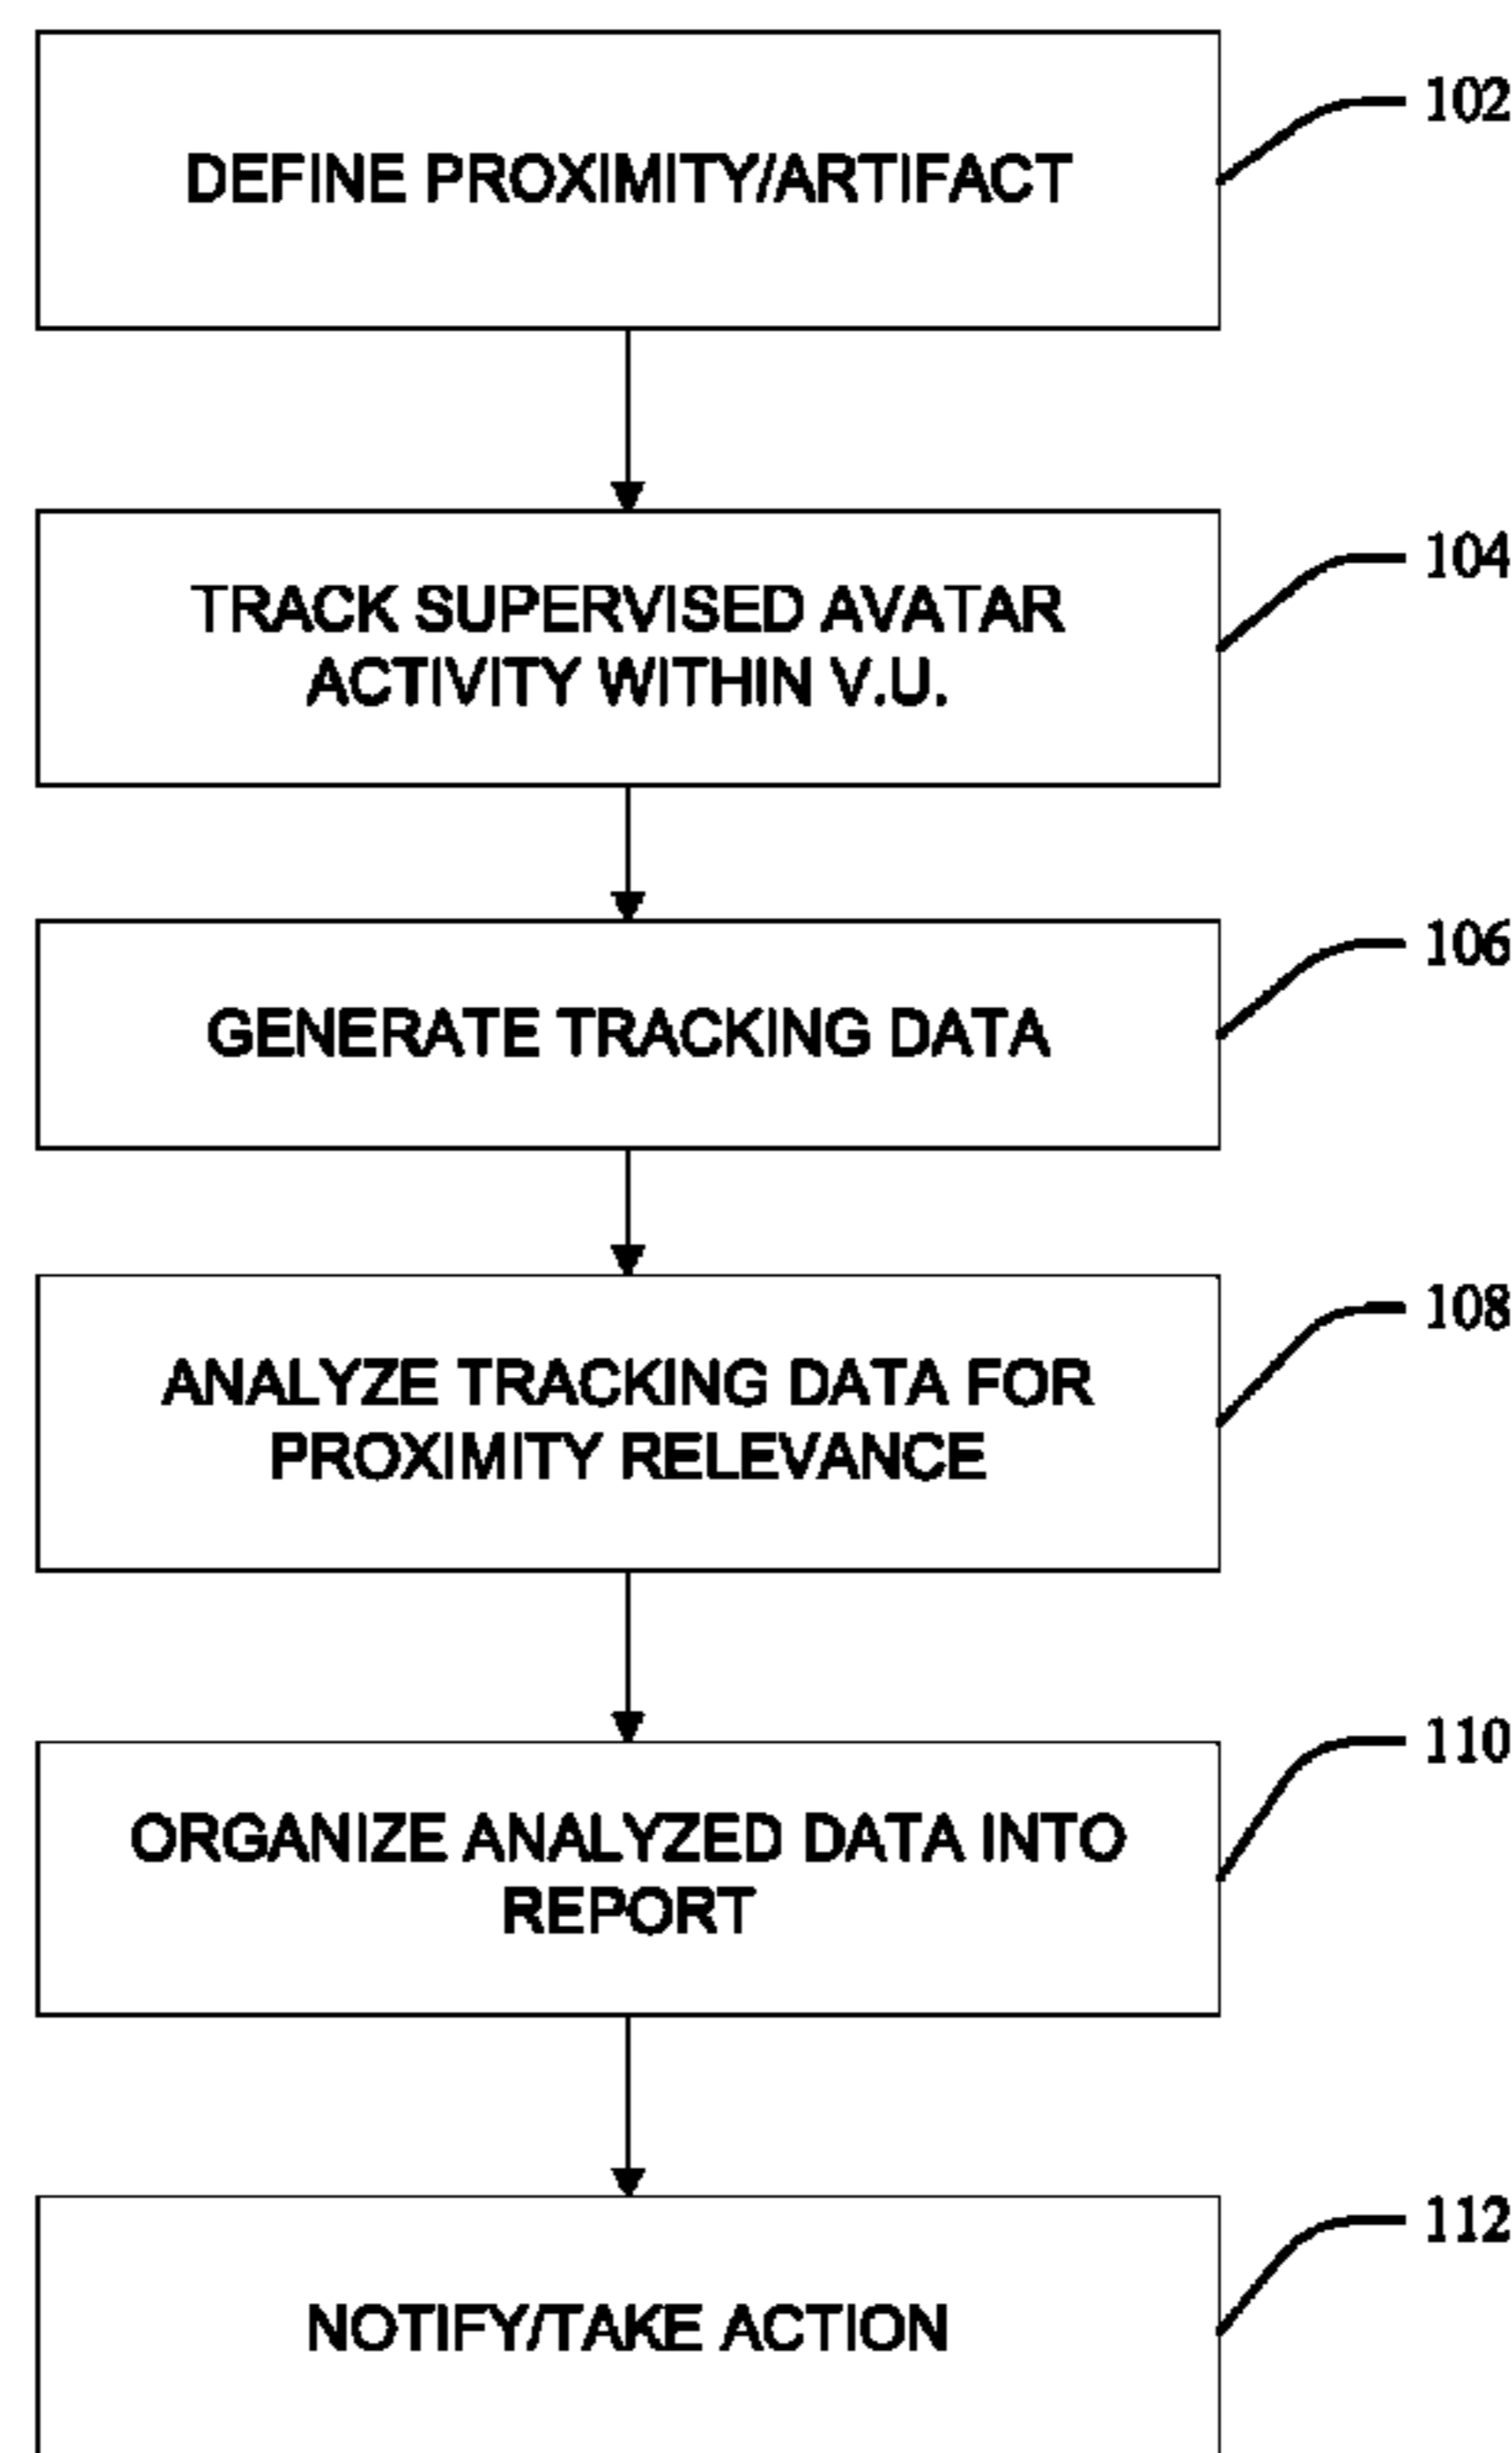 DEFINE PROXIMITY/ARTIFACT
102
TRACK SUPERVISED AVATAR
ACTIVITY WITHIN V.U.
104
GENERATE TRACKING DATA
106
ANALYZE TRACKING DATA FOR
PROXIMITY RELEVANCE
108
ORGANIZE ANALYZED DATA INTO
REPORT
110
NOTIFY/TAKE ACTION
112